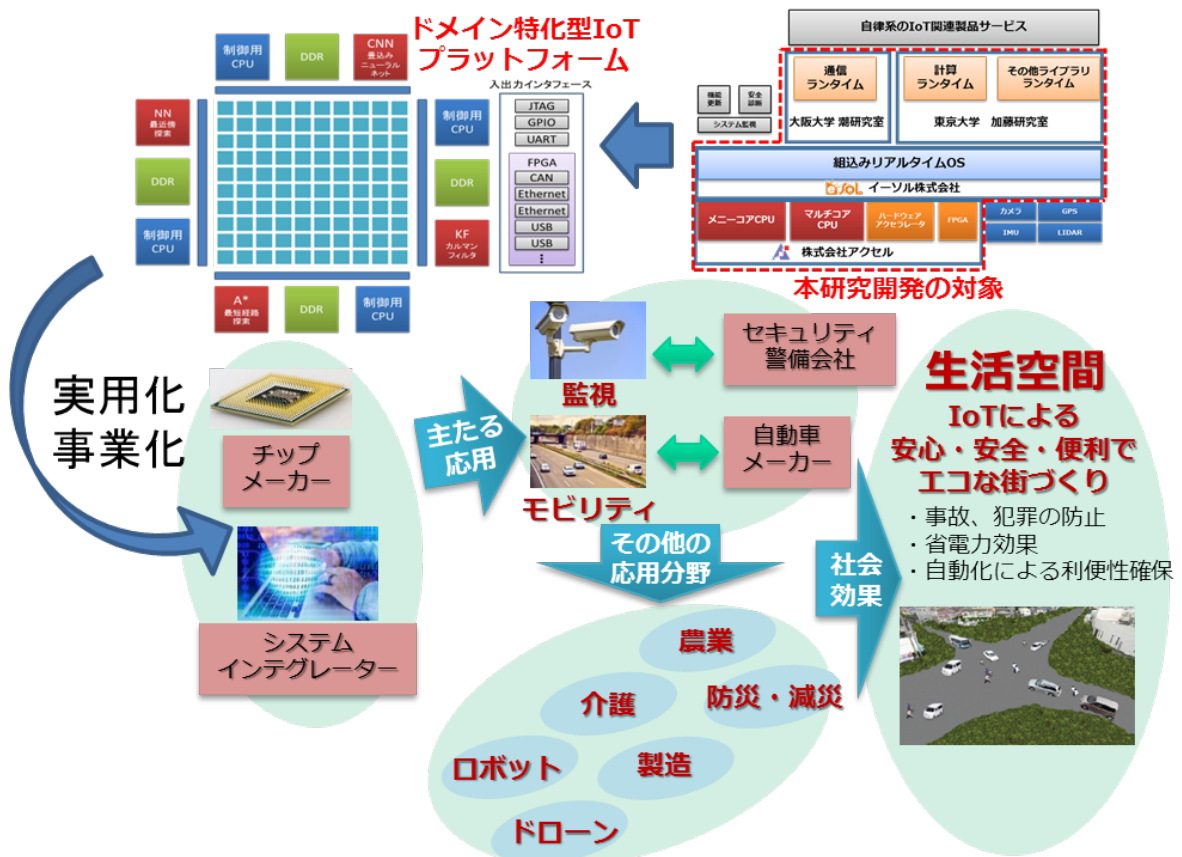 ドメイン特化型IoT
プラットフォーム
制御用
CPU
DDR
CNN
畳込み
ニューラル
ネット
NN
最近傍
探索
DDR
制御用
CPU
制御用
CPU
DDR
KF
カルマン
フィルタ
A*
最短経路
探索
DDR
制御用
CPU
入出力インタフェース
JTAG
GPIO
UART
FPGA
CAN
Ethernet
Ethernet
USB
USB
⋮
自律系のIoT関連製品サービス
機能
更新
安全
診断
システム監視
通信
ランタイム
大阪大学 潮研究室
計算
ランタイム
その他ライブラリ
ランタイム
東京大学 加藤研究室
組込みリアルタイムOS
eSOL イーソル株式会社
メニーコアCPU
マルチコア
CPU
ハードウェア
アクセラレータ
FPGA
カメラ
GPS
IMU
LIDAR
株式会社アクセル
本研究開発の対象
実用化
事業化
チップ
メーカー
システム
インテグレーター
主たる
応用
監視
セキュリティ
警備会社
モビリティ
自動車
メーカー
その他の
応用分野
農業
介護
防災・減災
ロボット
製造
ドローン
社会
効果
生活空間
IoTによる
安心・安全・便利で
エコな街づくり
・事故、犯罪の防止
・省電力効果
・自動化による利便性確保